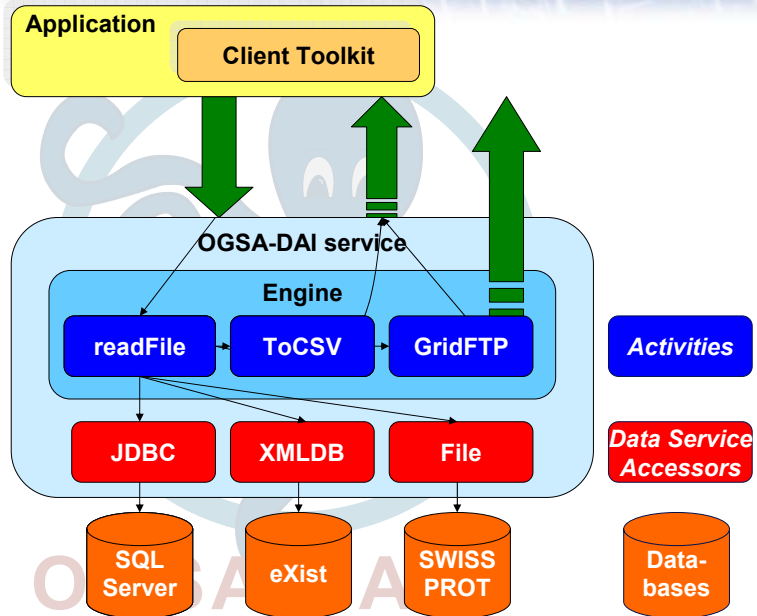 Application
Client Toolkit
OGSA-DAI service
Engine
readFile
ToCSV
GridFTP
Activities
JDBC
XMLDB
File
Data Service
Accessors
SQL
Server
eXist
SWISS
PROT
Data-
bases